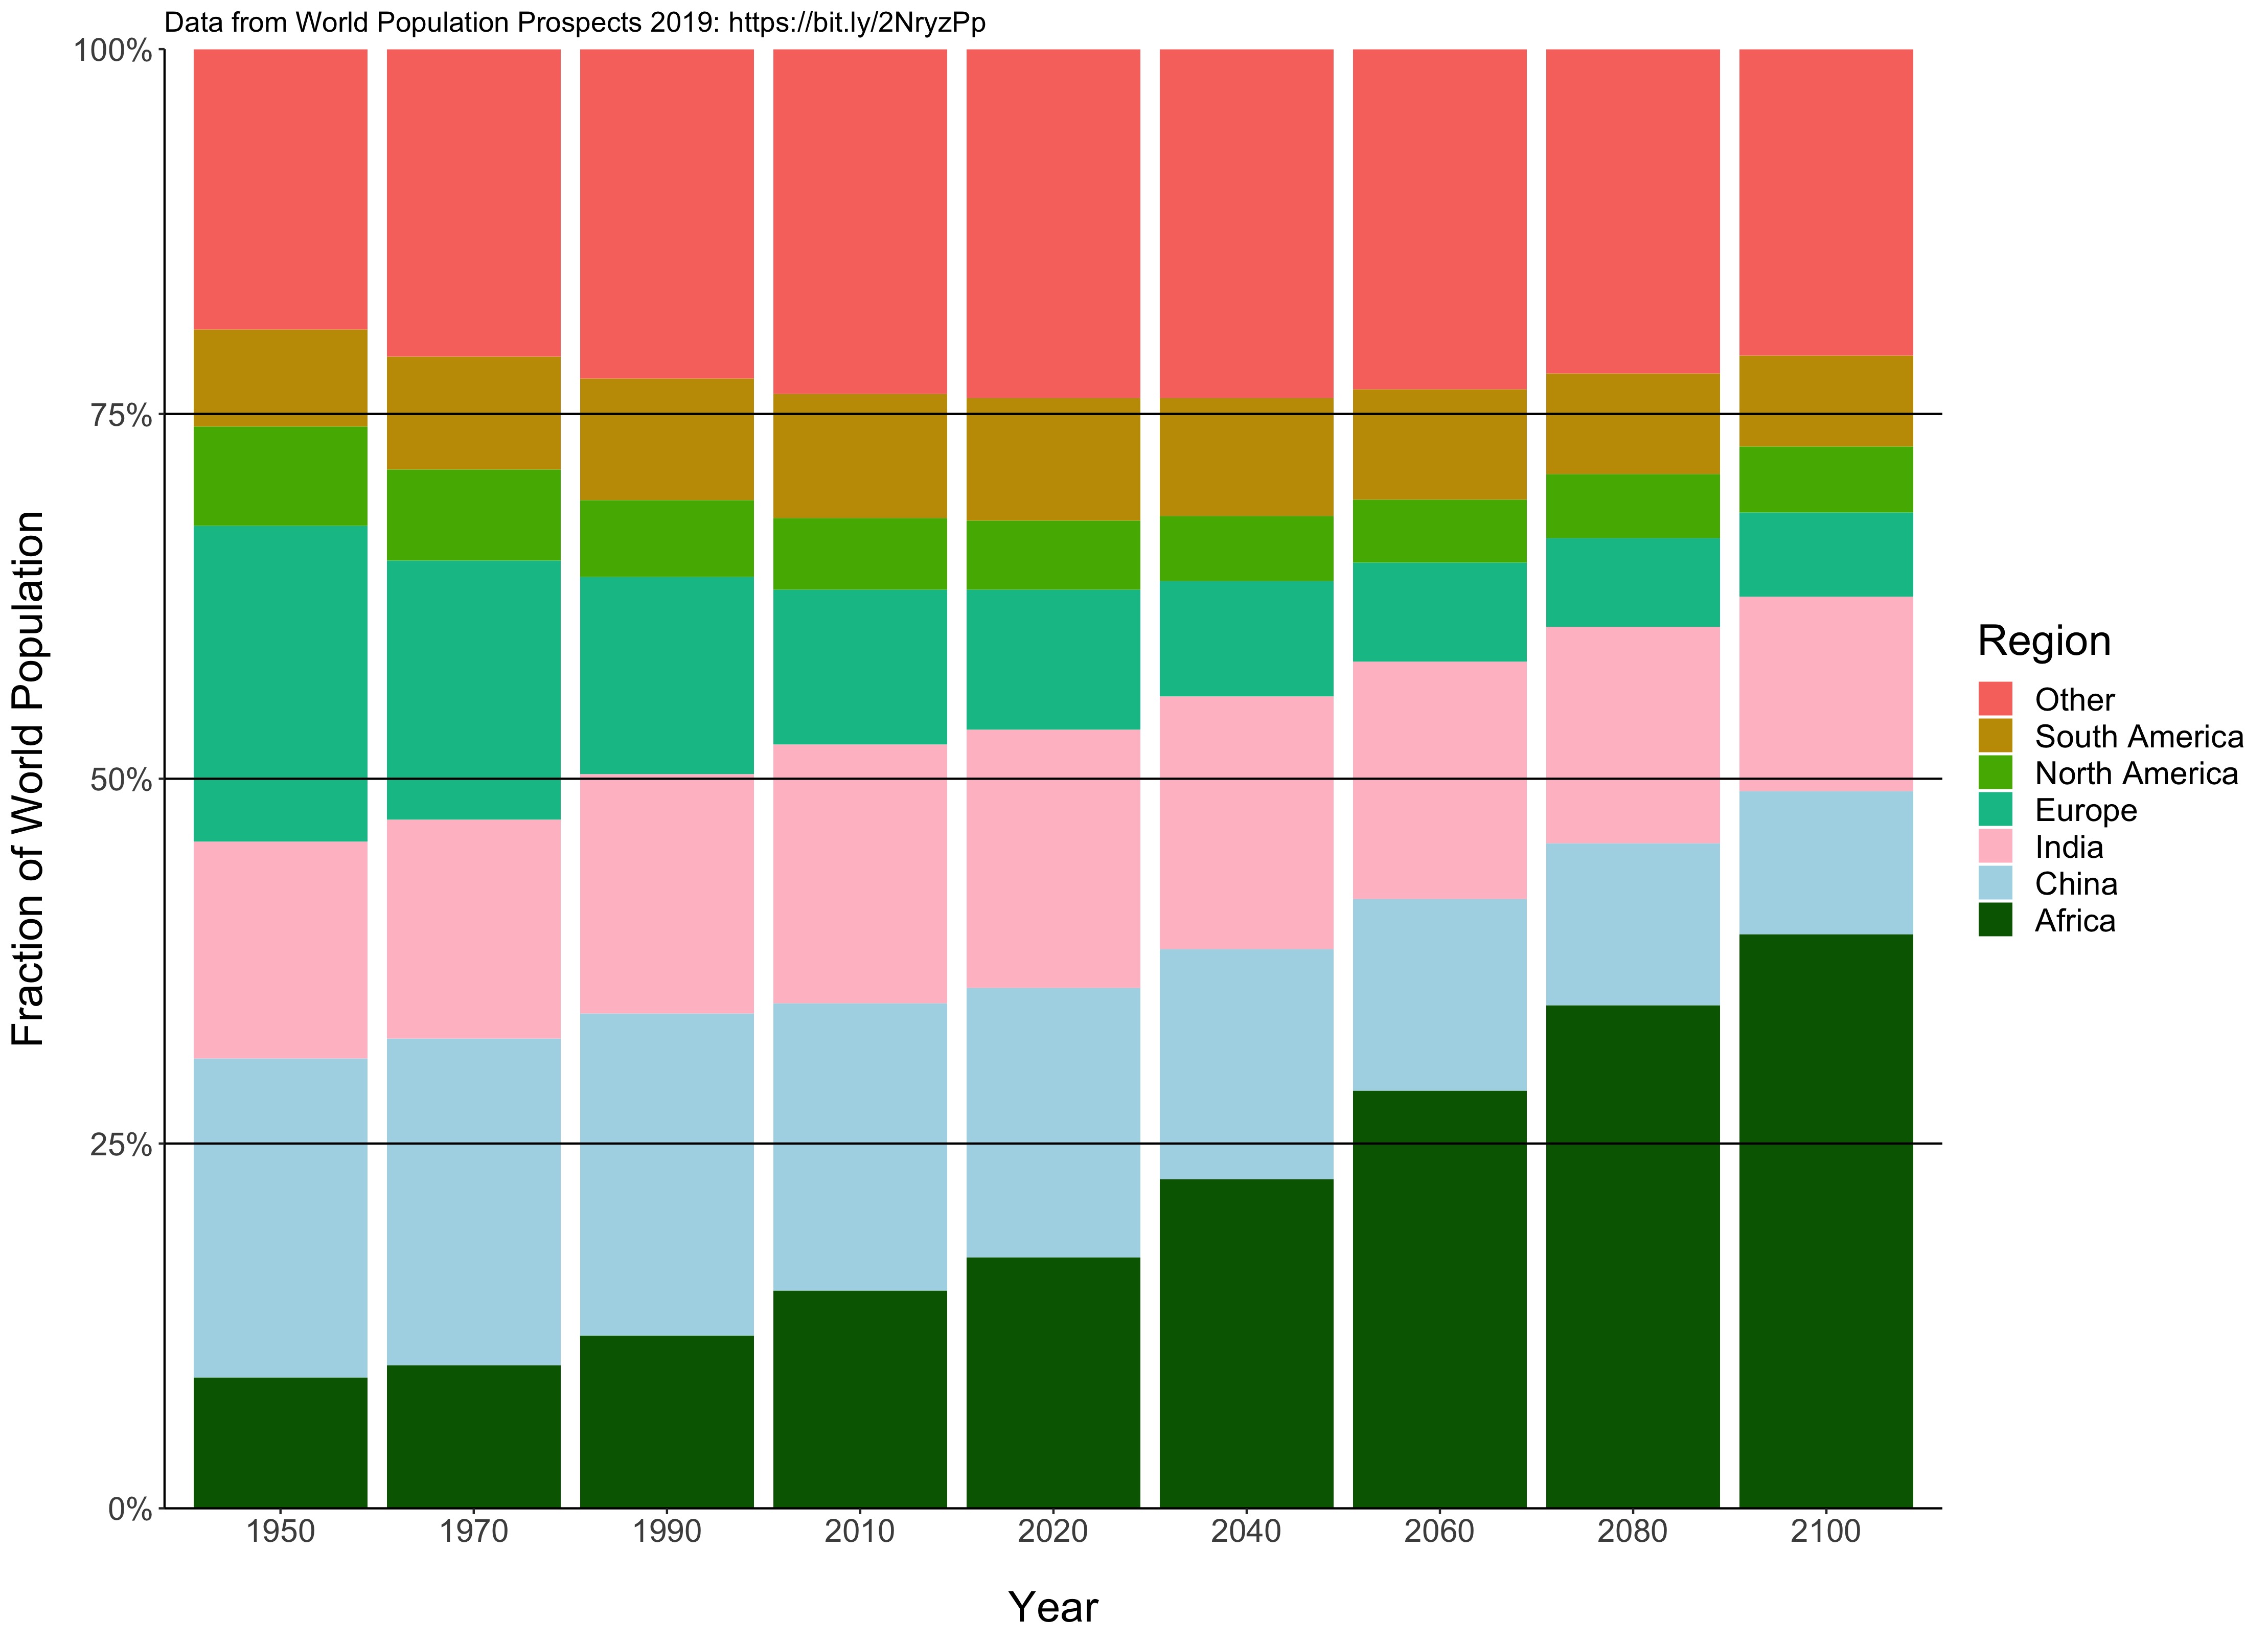 Data from World Population Prospects 2019: https://bit.ly/2NryzPp
100%
75%
50%
25%
0%
Fraction of World Population
1950
1970
1990
2010
2020
2040
2060
2080
2100
Year
Region
Other
South America
North America
Europe
India
China
Africa